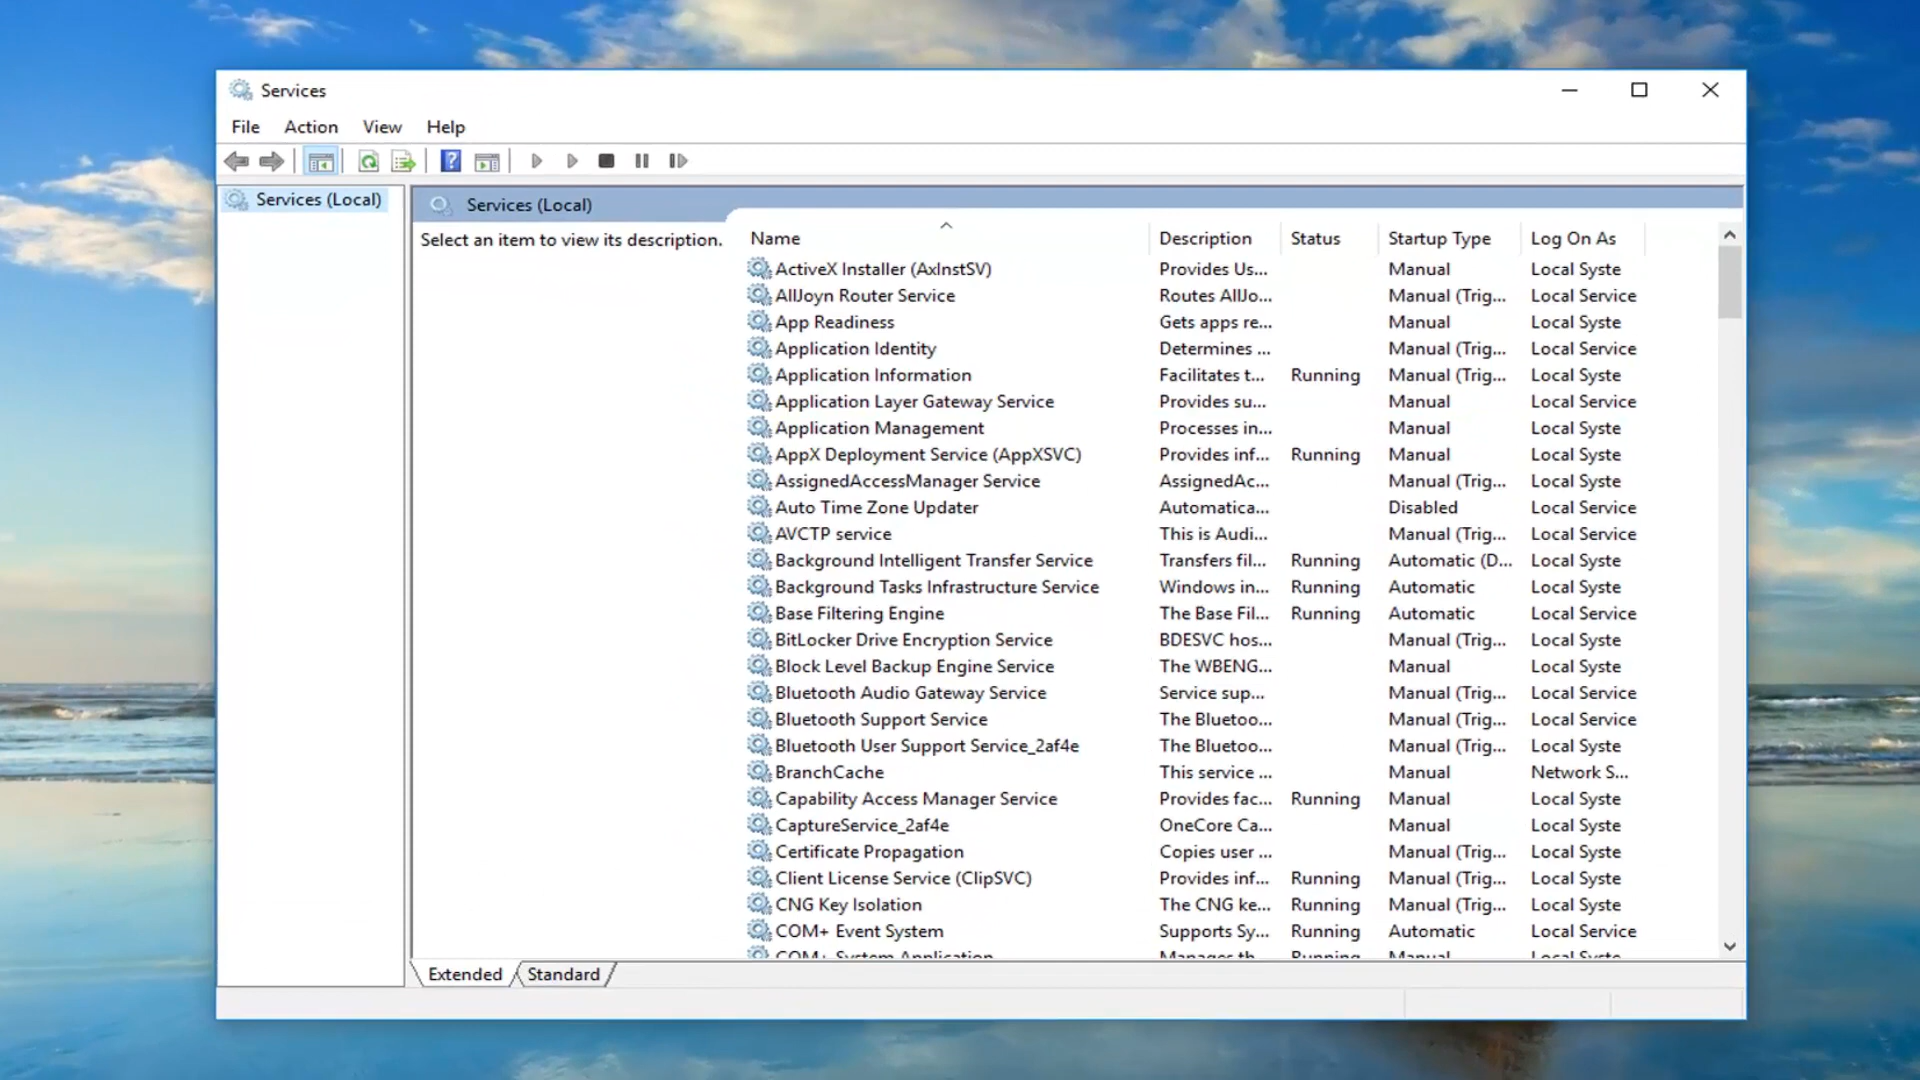 Services
File Action View Help
Services (Local)
Services (Local)
Select an item to view its description.
Name Description Status Startup Type Log On As
ActiveX Installer (AxInstSV) Provides Us... Manual Local Syste
AllJoyn Router Service Routes AllJo... Manual (Trig... Local Service
App Readiness Gets apps re... Manual Local Syste
Application Identity Determines ... Manual (Trig... Local Service
Application Information Facilitates t... Running Manual (Trig... Local Syste
Application Layer Gateway Service Provides su... Manual Local Service
Application Management Processes in... Manual Local Syste
AppX Deployment Service (AppXSVC) Provides inf... Running Manual Local Syste
AssignedAccessManager Service AssignedAc... Manual (Trig... Local Syste
Auto Time Zone Updater Automatica... Disabled Local Service
AVCTP service This is Audi... Manual (Trig... Local Service
Background Intelligent Transfer Service Transfers fil... Running Automatic (D... Local Syste
Background Tasks Infrastructure Service Windows in... Running Automatic Local Syste
Base Filtering Engine The Base Fil... Running Automatic Local Service
BitLocker Drive Encryption Service BDESVC hos... Manual (Trig... Local Syste
Block Level Backup Engine Service The WBENG... Manual Local Syste
Bluetooth Audio Gateway Service Service sup... Manual (Trig... Local Service
Bluetooth Support Service The Bluetoo... Manual (Trig... Local Service
Bluetooth User Support Service_2af4e The Bluetoo... Manual (Trig... Local Syste
BranchCache This service ... Manual Network S...
Capability Access Manager Service Provides fac... Running Manual Local Syste
CaptureService_2af4e OneCore Ca... Manual Local Syste
Certificate Propagation Copies user ... Manual (Trig... Local Syste
Client License Service (ClipSVC) Provides inf... Running Manual (Trig... Local Syste
CNG Key Isolation The CNG ke... Running Manual (Trig... Local Syste
COM+ Event System Supports Sy... Running Automatic Local Service
COM+ System Application Manages th... Running Manual Local Syste
Extended Standard